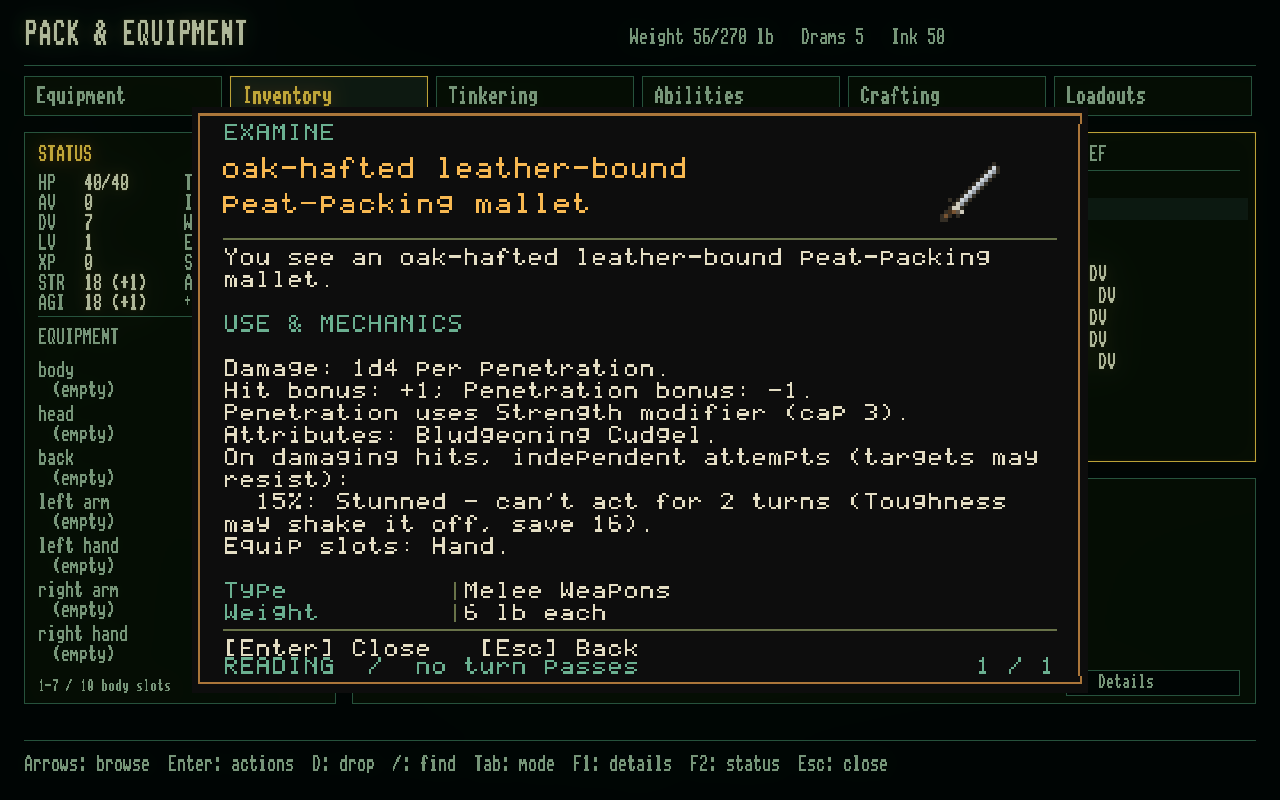 PACK & EQUIPMENT
Weight 56/270 lb Drams 5 Ink 50
Equipment Inventory Tinkering Abilities Crafting Loadouts
STATUS
HP 40/40 T
AV 0 I
DV 7 W
LV 1 E
XP 0 S
STR 18 (+1) A
AGI 18 (+1) +
EQUIPMENT
body
(empty)
head
(empty)
back
(empty)
left arm
(empty)
left hand
(empty)
right arm
(empty)
right hand
(empty)
1-7 / 10 body slots
EXAMINE
oak-hafted leather-bound
Peat-Packing mallet
You see an oak-hafted leather-bound Peat-Packing
mallet.
USE & MECHANICS
Damage: 1d4 Per Penetration.
Hit bonus: +1; Penetration bonus: -1.
Penetration uses Strength modifier (caP 3).
Attributes: Bludgeoning Cudgel.
On damaging hits, indePendent attemPts (targets may
resist):
15%: Stunned - can't act for 2 turns (Toughness
may shake it off, save 16).
EquiP slots: Hand.
TyPe |Melee WeaPons
Weight |6 lb each
[Enter] Close [Esc] Back
READING / no turn Passes 1 / 1
EF
DV
DV
DV
DV
DV
Details
Arrows: browse Enter: actions D: drop /: find Tab: mode F1: details F2: status Esc: close